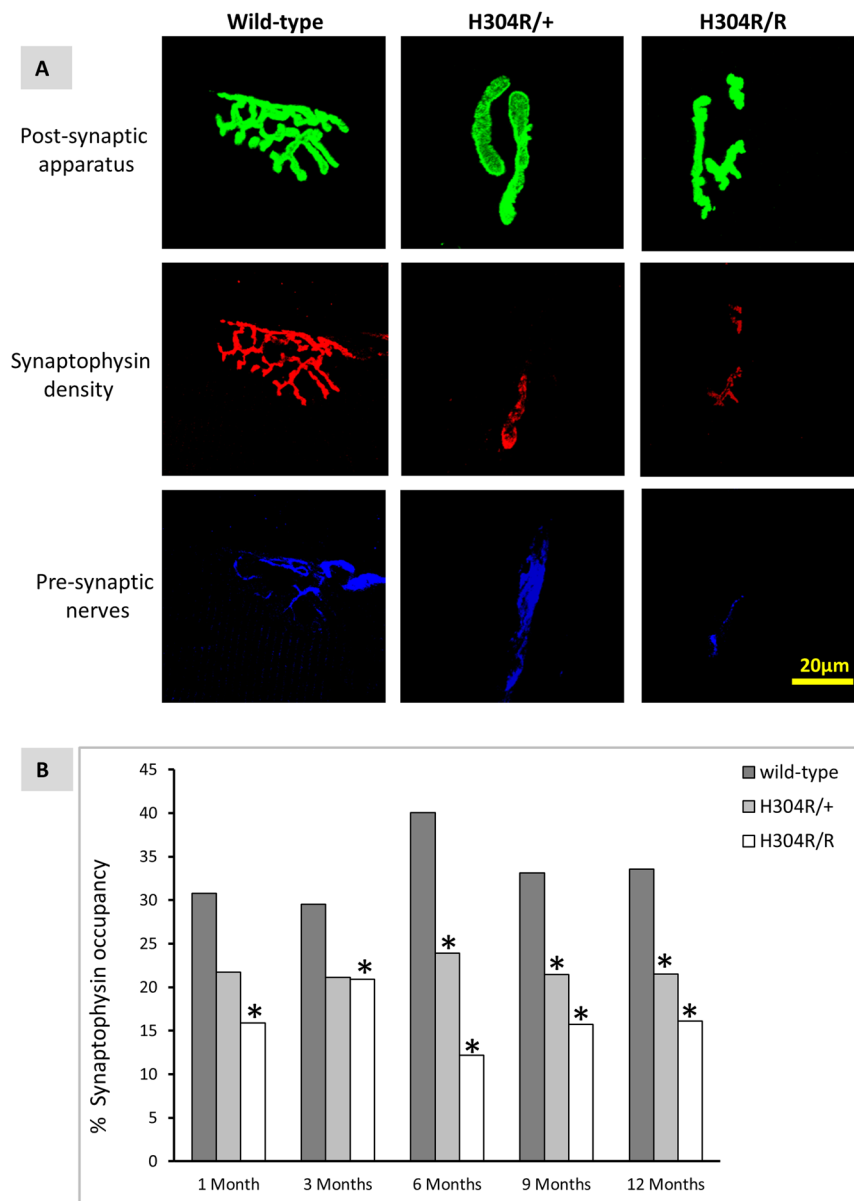 Wild-type H304R/+ H304R/R
A
Post-synaptic
apparatus
Synaptophysin
density
Pre-synaptic
nerves
20µm
B
45
40
35
30
25
20
15
10
5
0
% Synaptophysin occupancy
wild-type
H304R/+
H304R/R
*
*
*
*
*
*
*
*
1 Month 3 Months 6 Months 9 Months 12 Months